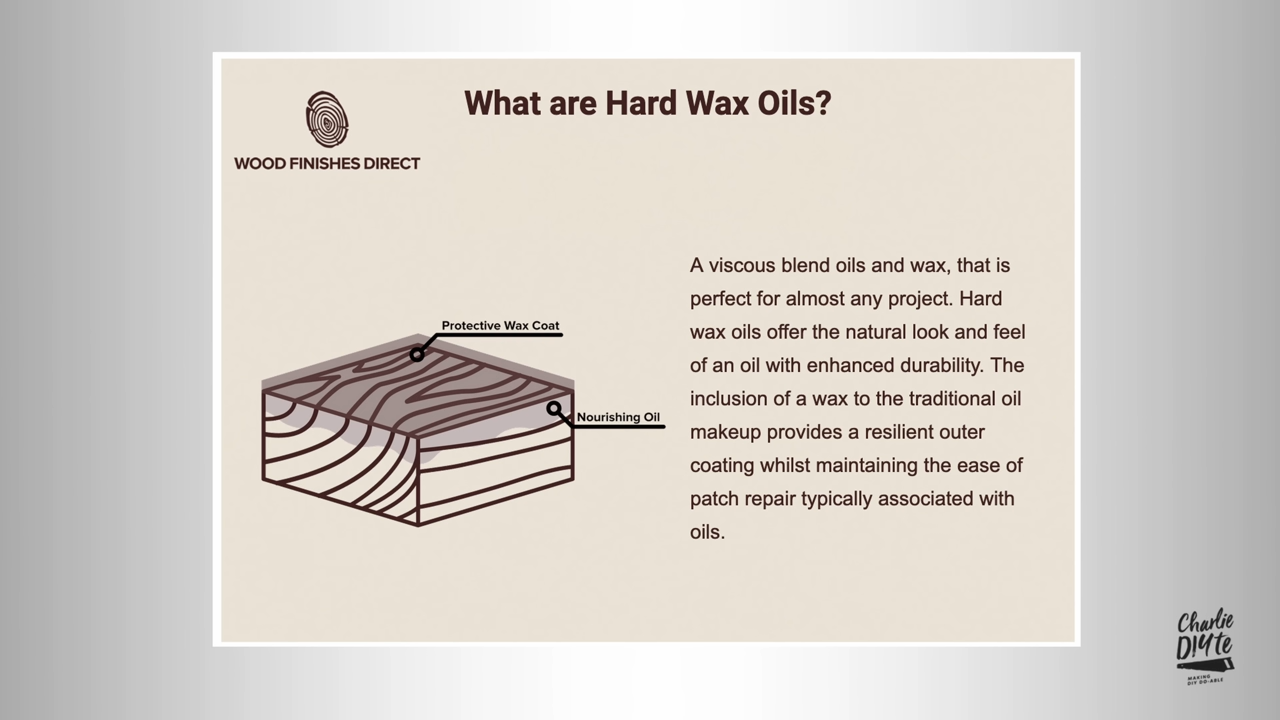 What are Hard Wax Oils?
WOOD FINISHES DIRECT
A viscous blend oils and wax, that is
perfect for almost any project. Hard
wax oils offer the natural look and feel
of an oil with enhanced durability. The
inclusion of a wax to the traditional oil
makeup provides a resilient outer
coating whilst maintaining the ease of
patch repair typically associated with
oils.
Protective Wax Coat
Nourishing Oil
Charlie
DIYte
MAKING
DIY DO-ABLE